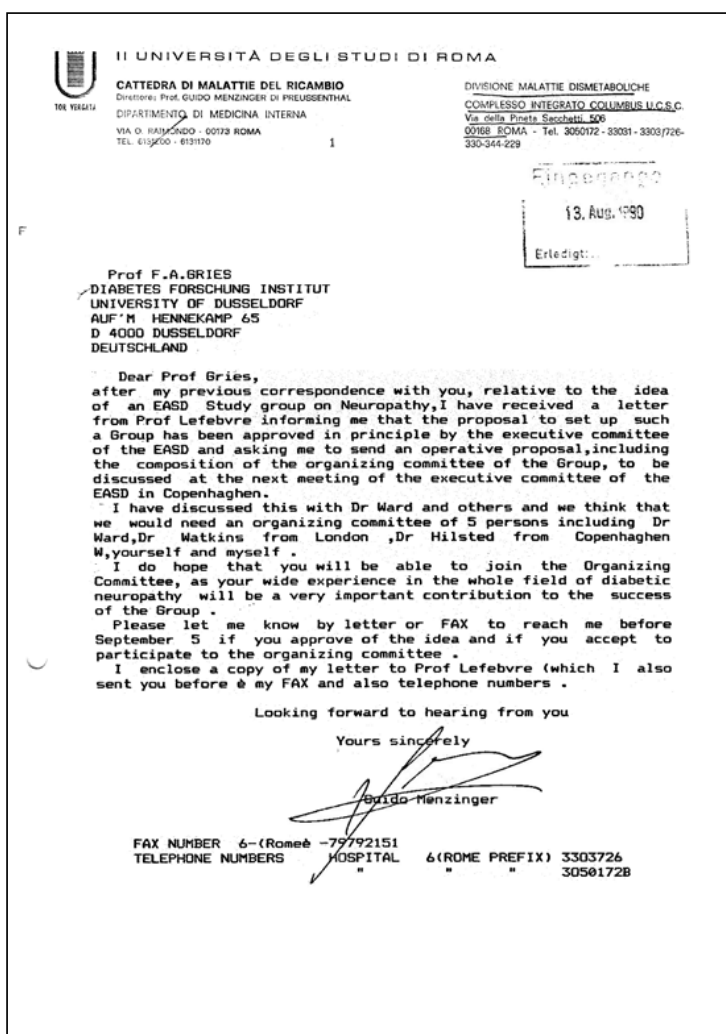 II UNIVERSITÀ DEGLI STUDI DI ROMA
TOR VERGATA
CATTEDRA DI MALATTIE DEL RICAMBIO
Direttore: Prof. GUIDO MENZINGER DI PREUSSENTHAL
DIPARTIMENTO DI MEDICINA INTERNA
VIA O. RAIMONDO - 00173 ROMA
TEL. - 6131170
1
DIVISIONE MALATTIE DISMETABOLICHE
COMPLESSO INTEGRATO COLUMBUS U.C.S.C.
Via della Pineta Sacchetti, 506
00168 ROMA - Tel. 3050172 - 33031 - 3303/726-
330-344-229
Eingegangen
13. Aug. 1990
Erledigt:
F
Prof F.A.GRIES
DIABETES FORSCHUNG INSTITUT
UNIVERSITY OF DUSSELDORF
AUF'M HENNEKAMP 65
D 4000 DUSSELDORF
DEUTSCHLAND
Dear Prof Gries,
after my previous correspondence with you, relative to the idea
of an EASD Study group on Neuropathy,I have received a letter
from Prof Lefebvre informing me that the proposal to set up such
a Group has been approved in principle by the executive committee
of the EASD and asking me to send an operative proposal,including
the composition of the organizing committee of the Group, to be
discussed at the next meeting of the executive committee of the
EASD in Copenhaghen.
I have discussed this with Dr Ward and others and we think that
we would need an organizing committee of 5 persons including Dr
Ward,Dr Watkins from London ,Dr Hilsted from Copenhaghen
W,yourself and myself .
I do hope that you will be able to join the Organizing
Committee, as your wide experience in the whole field of diabetic
neuropathy will be a very important contribution to the success
of the Group .
Please let me know by letter or FAX to reach me before
September 5 if you approve of the idea and if you accept to
participate to the organizing committee .
I enclose a copy of my letter to Prof Lefebvre (which I also
sent you before è my FAX and also telephone numbers .
Looking forward to hearing from you
Yours sincerely
Guido Menzinger
FAX NUMBER 6-(Romeè -79792151
TELEPHONE NUMBERS HOSPITAL 6(ROME PREFIX) 3303726
" " " 3050172B